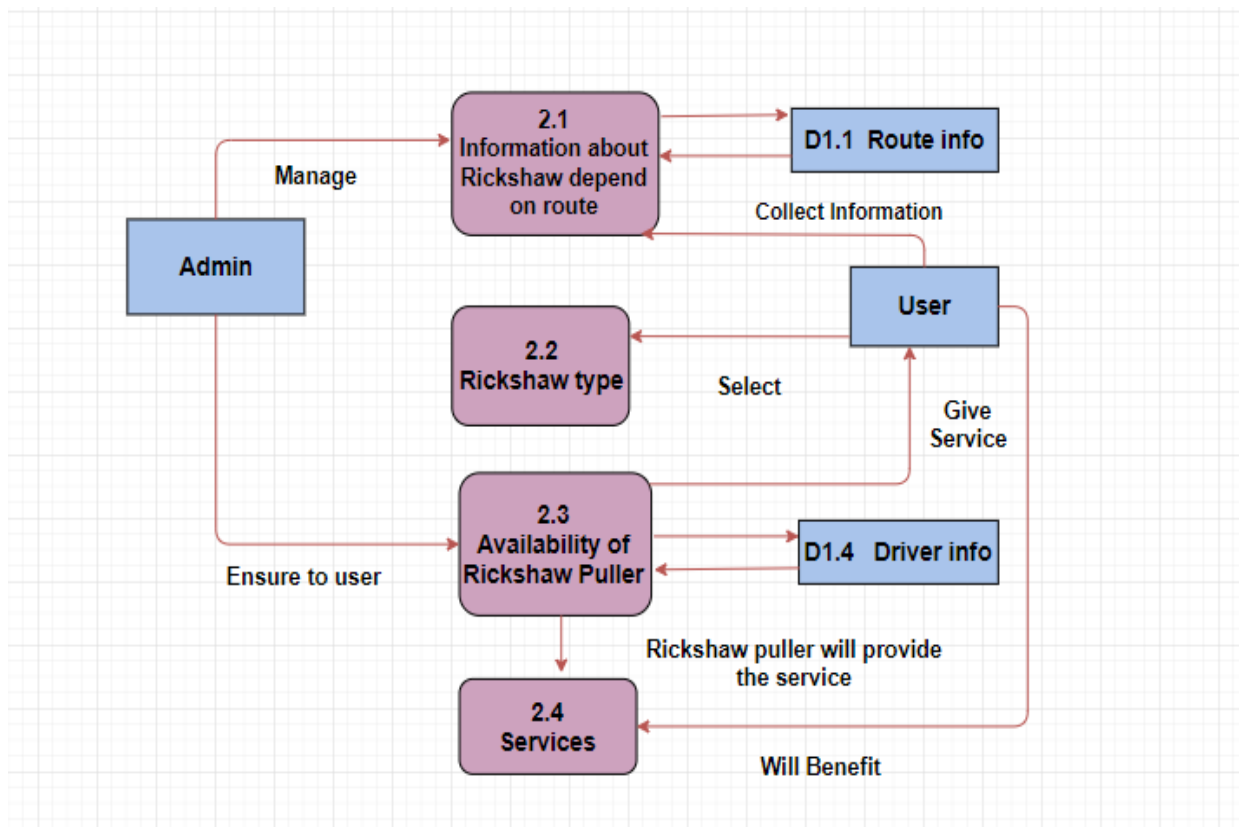 2.1
Information about
Rickshaw depend
on route
D1.1 Route info
Manage
Collect Information
Admin
User
2.2
Rickshaw type
Select
Give
Service
2.3
Availability of
Rickshaw Puller
D1.4 Driver info
Ensure to user
Rickshaw puller will provide
the service
2.4
Services
Will Benefit